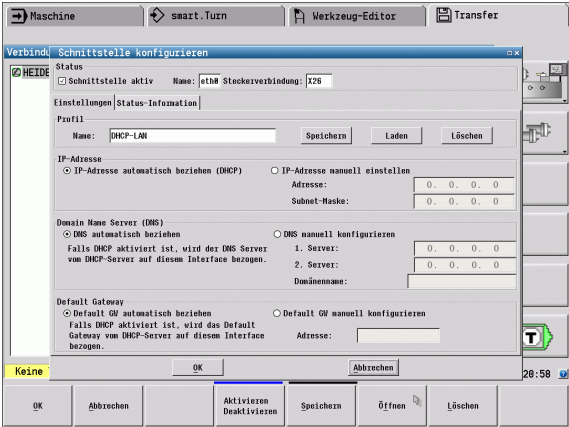 Maschine
smart.Turn
Werkzeug-Editor
Transfer
Verbindu
Schnittstelle konfigurieren
Status
Schnittstelle aktiv Name: eth0 Steckerverbindung: X26
HEIDE
Einstellungen Status-Information
Profil
Name: DHCP-LAN Speichern Laden Löschen
IP-Adresse
IP-Adresse automatisch beziehen (DHCP)
IP-Adresse manuell einstellen
Adresse: 0. 0. 0. 0
Subnet-Maske: 0. 0. 0. 0
Domain Name Server (DNS)
DNS automatisch beziehen
Falls DHCP aktiviert ist, wird der DNS Server
vom DHCP-Server auf diesem Interface bezogen.
DNS manuell konfigurieren
1. Server: 0. 0. 0. 0
2. Server: 0. 0. 0. 0
Domänenname:
Default Gateway
Default GW automatisch beziehen
Falls DHCP aktiviert ist, wird das Default
Gateway vom DHCP-Server auf diesem Interface
bezogen.
Default GW manuell konfigurieren
Adresse:
T
OK Abbrechen
Keine
20:58
OK
Abbrechen
Aktivieren
Deaktivieren
Speichern
Öffnen
Löschen